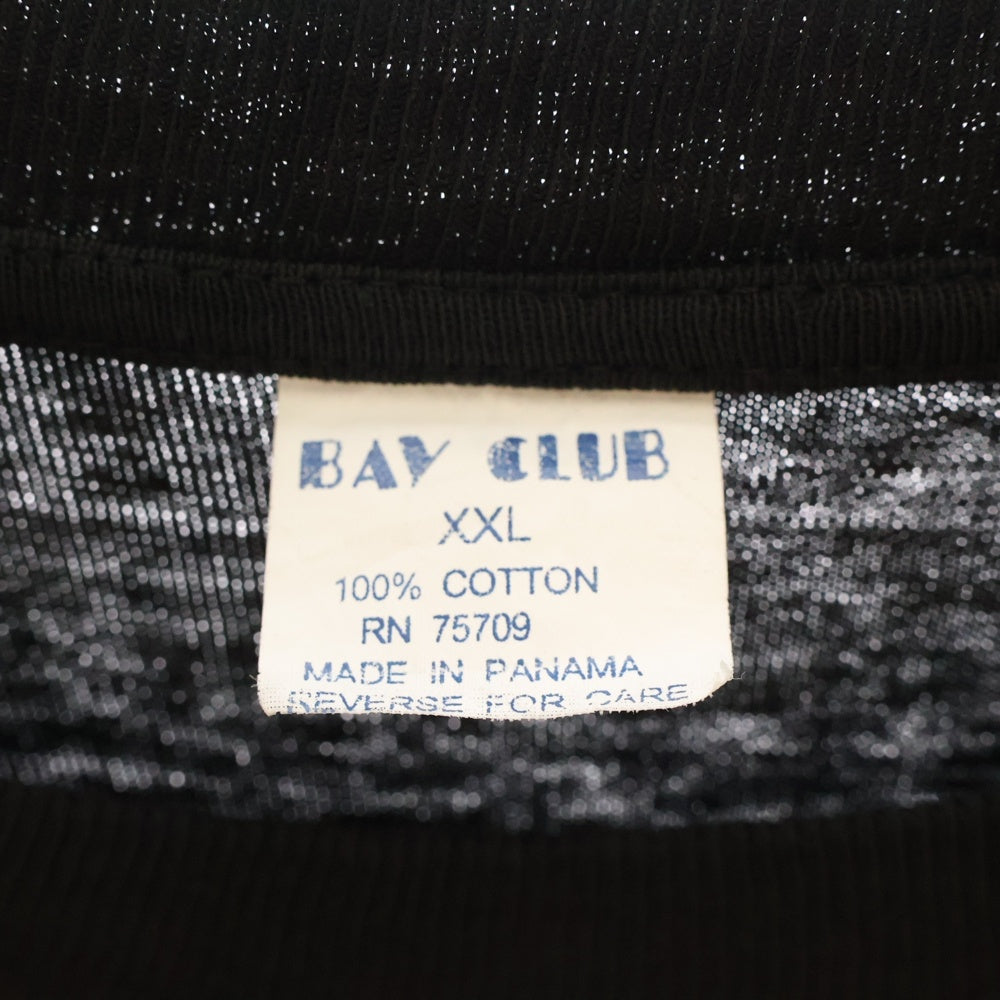 BAY CLUB
XXL
100% COTTON
RN 75709
MADE IN PANAMA
REVERSE FOR CARE